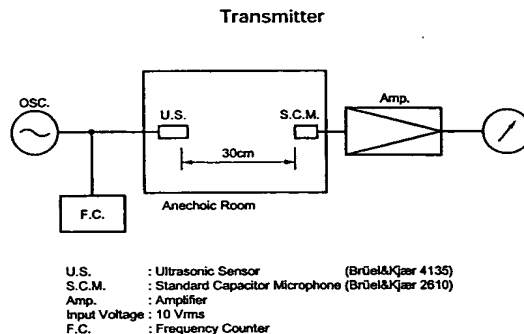 Transmitter
OSC.
U.S.
S.C.M.
Amp.
30cm
F.C.
Anechoic Room
U.S. : Ultrasonic Sensor (Brüel&Kjær 4135)
S.C.M. : Standard Capacitor Microphone (Brüel&Kjær 2610)
Amp. : Amplifier
Input Voltage : 10 Vrms
F.C. : Frequency Counter